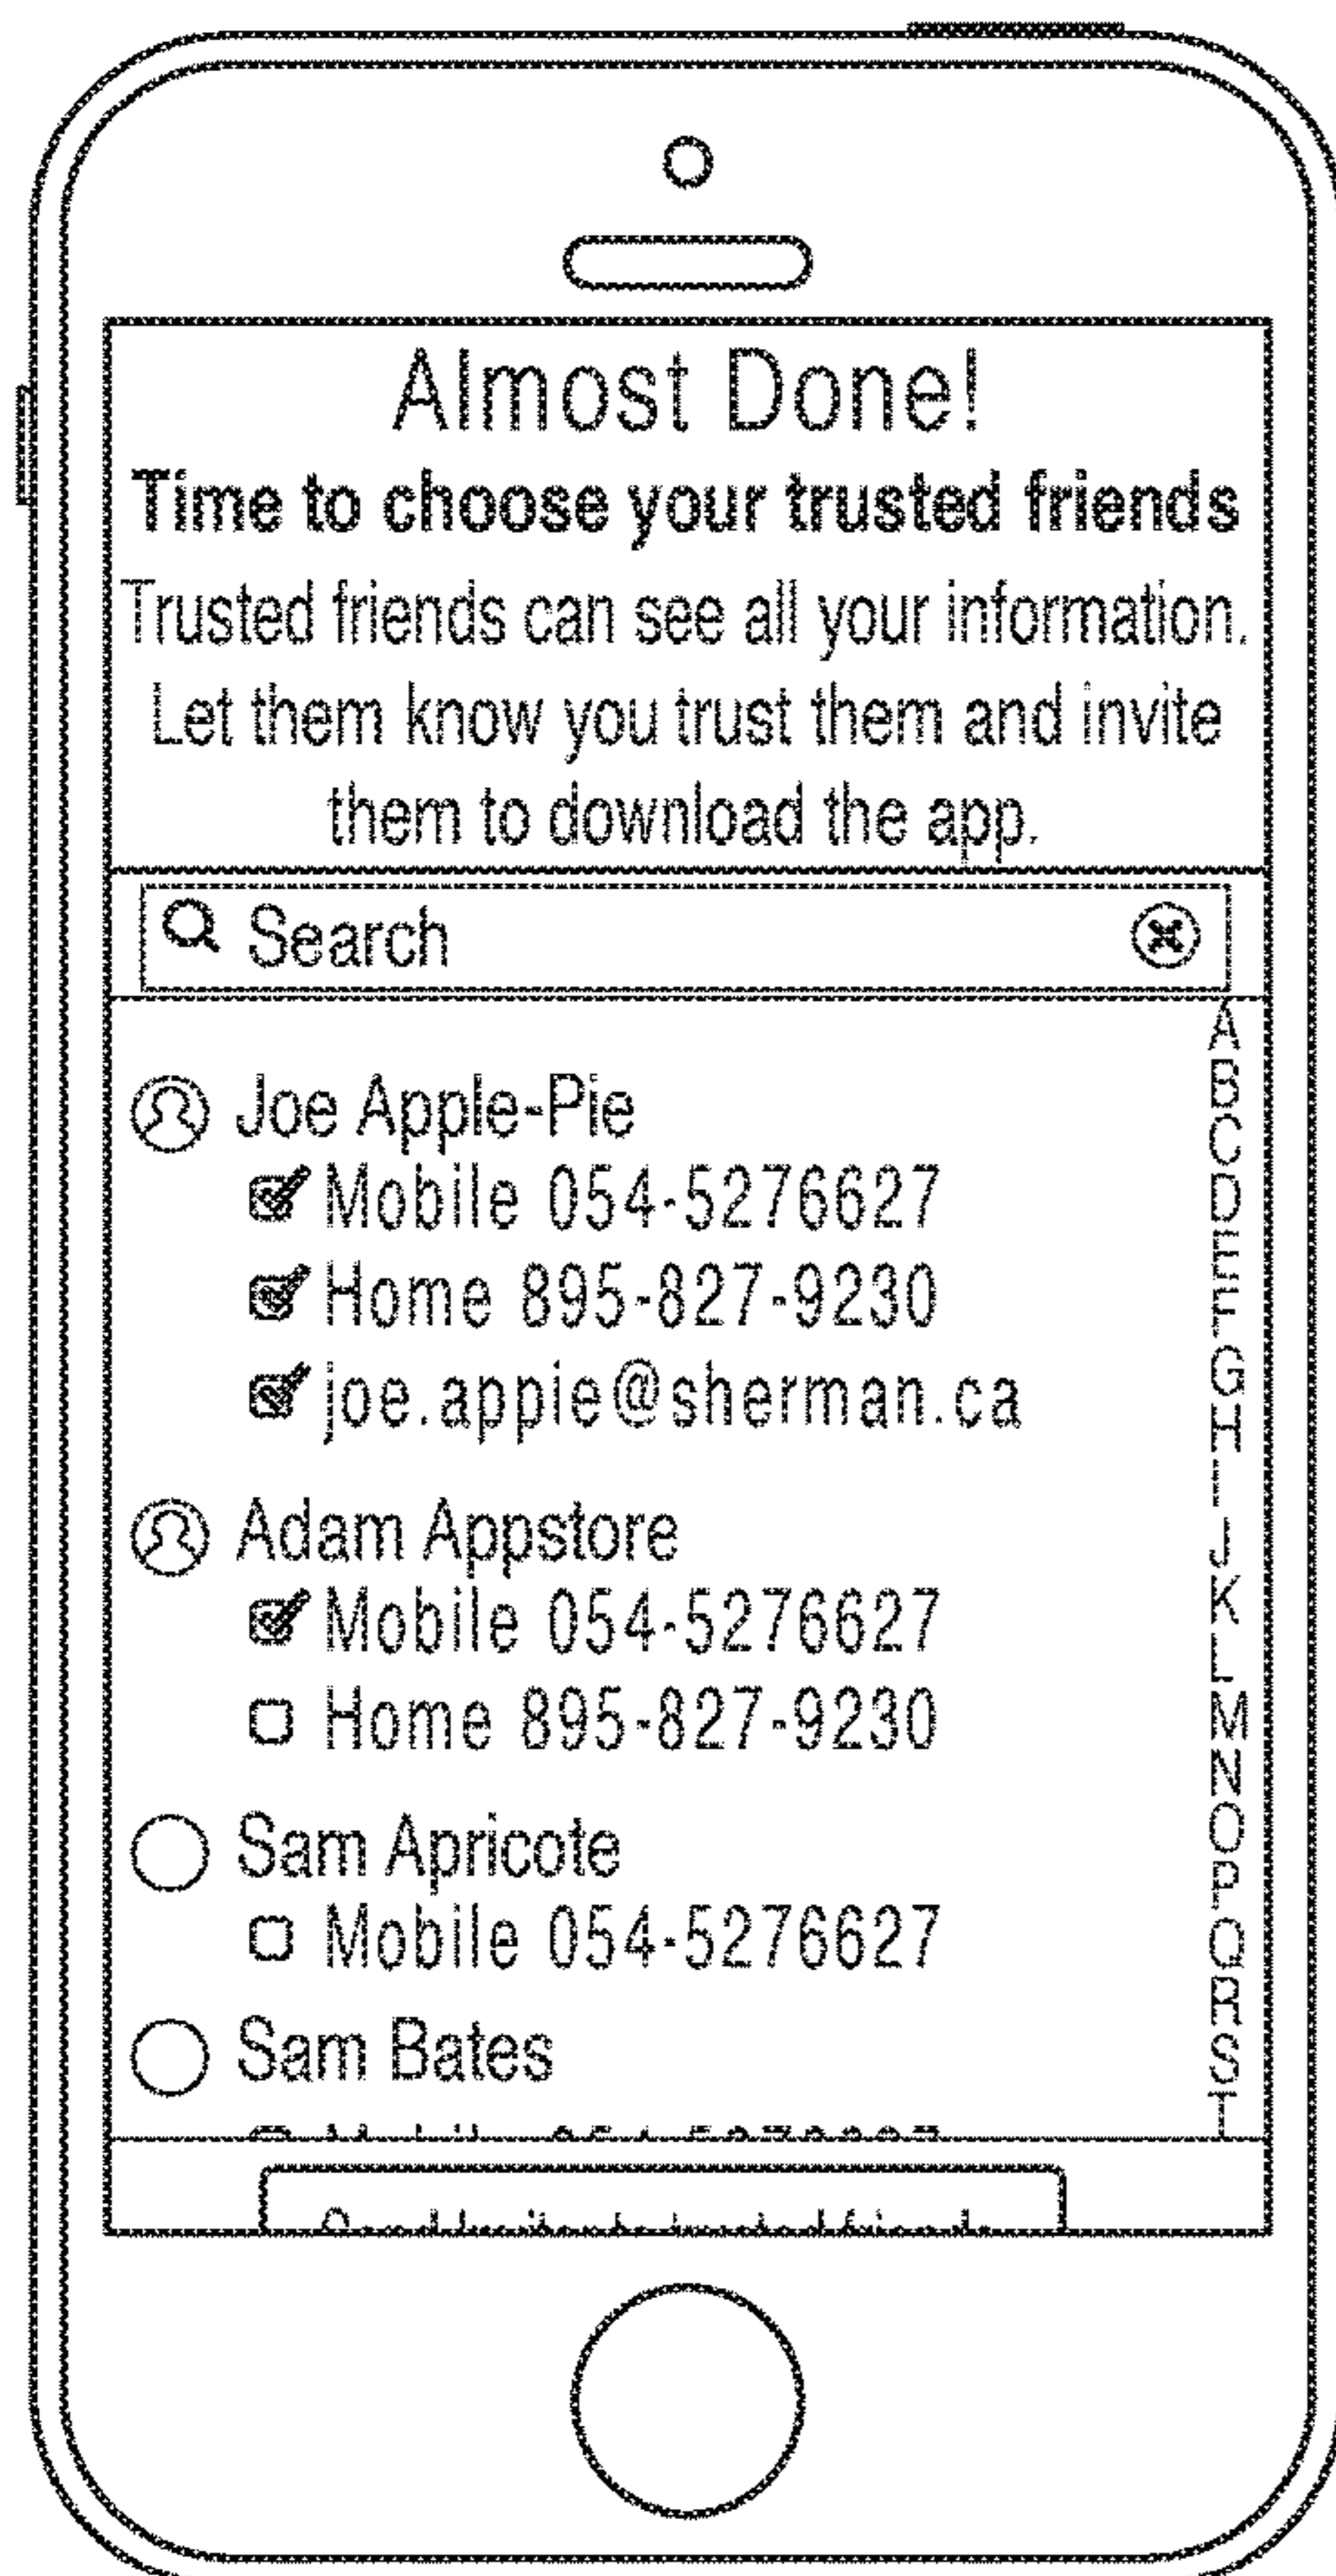 Almost Done!
Time to choose your trusted friends
Trusted friends can see all your information.
Let them know you trust them and invite
them to download the app.
Search
Joe Apple-Pie
Mobile 054-5276627
Home 895-827-9230
joe.appie@sherman.ca
Adam Appstore
Mobile 054-5276627
Home 895-827-9230
Sam Apricote
Mobile 054-5276627
Sam Bates
A
B
C
D
E
F
G
H
I
J
K
L
M
N
O
P
Q
R
S
T